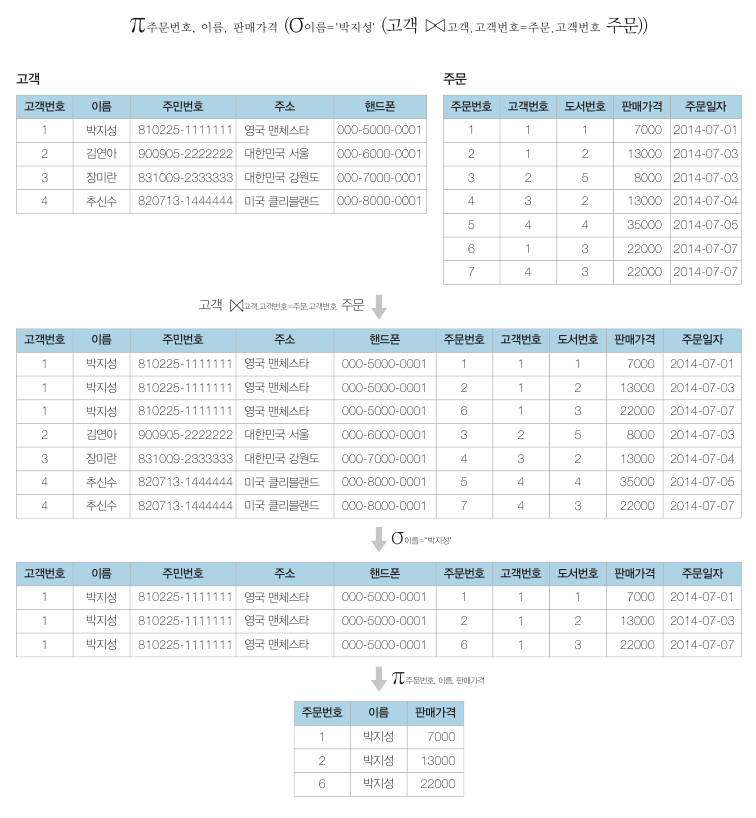 π주문번호, 이름, 판매가격 (σ이름='박지성' (고객 ⋈고객.고객번호=주문.고객번호 주문))
고객
고객번호 이름 주민번호 주소 핸드폰
1 박지성 810225-1111111 영국 맨체스타 000-5000-0001
2 김연아 900905-2222222 대한민국 서울 000-6000-0001
3 장미란 831009-2333333 대한민국 강원도 000-7000-0001
4 추신수 820713-1444444 미국 클리블랜드 000-8000-0001
주문
주문번호 고객번호 도서번호 판매가격 주문일자
1 1 1 7000 2014-07-01
2 1 2 13000 2014-07-03
3 2 5 8000 2014-07-03
4 3 2 13000 2014-07-04
5 4 4 35000 2014-07-05
6 1 3 22000 2014-07-07
7 4 3 22000 2014-07-07
고객 ⋈고객.고객번호=주문.고객번호 주문
고객번호 이름 주민번호 주소 핸드폰 주문번호 고객번호 도서번호 판매가격 주문일자
1 박지성 810225-1111111 영국 맨체스타 000-5000-0001 1 1 1 7000 2014-07-01
1 박지성 810225-1111111 영국 맨체스타 000-5000-0001 2 1 2 13000 2014-07-03
1 박지성 810225-1111111 영국 맨체스타 000-5000-0001 6 1 3 22000 2014-07-07
2 김연아 900905-2222222 대한민국 서울 000-6000-0001 3 2 5 8000 2014-07-03
3 장미란 831009-2333333 대한민국 강원도 000-7000-0001 4 3 2 13000 2014-07-04
4 추신수 820713-1444444 미국 클리블랜드 000-8000-0001 5 4 4 35000 2014-07-05
4 추신수 820713-1444444 미국 클리블랜드 000-8000-0001 7 4 3 22000 2014-07-07
σ이름='박지성'
고객번호 이름 주민번호 주소 핸드폰 주문번호 고객번호 도서번호 판매가격 주문일자
1 박지성 810225-1111111 영국 맨체스타 000-5000-0001 1 1 1 7000 2014-07-01
1 박지성 810225-1111111 영국 맨체스타 000-5000-0001 2 1 2 13000 2014-07-03
1 박지성 810225-1111111 영국 맨체스타 000-5000-0001 6 1 3 22000 2014-07-07
π주문번호, 이름, 판매가격
주문번호 이름 판매가격
1 박지성 7000
2 박지성 13000
6 박지성 22000